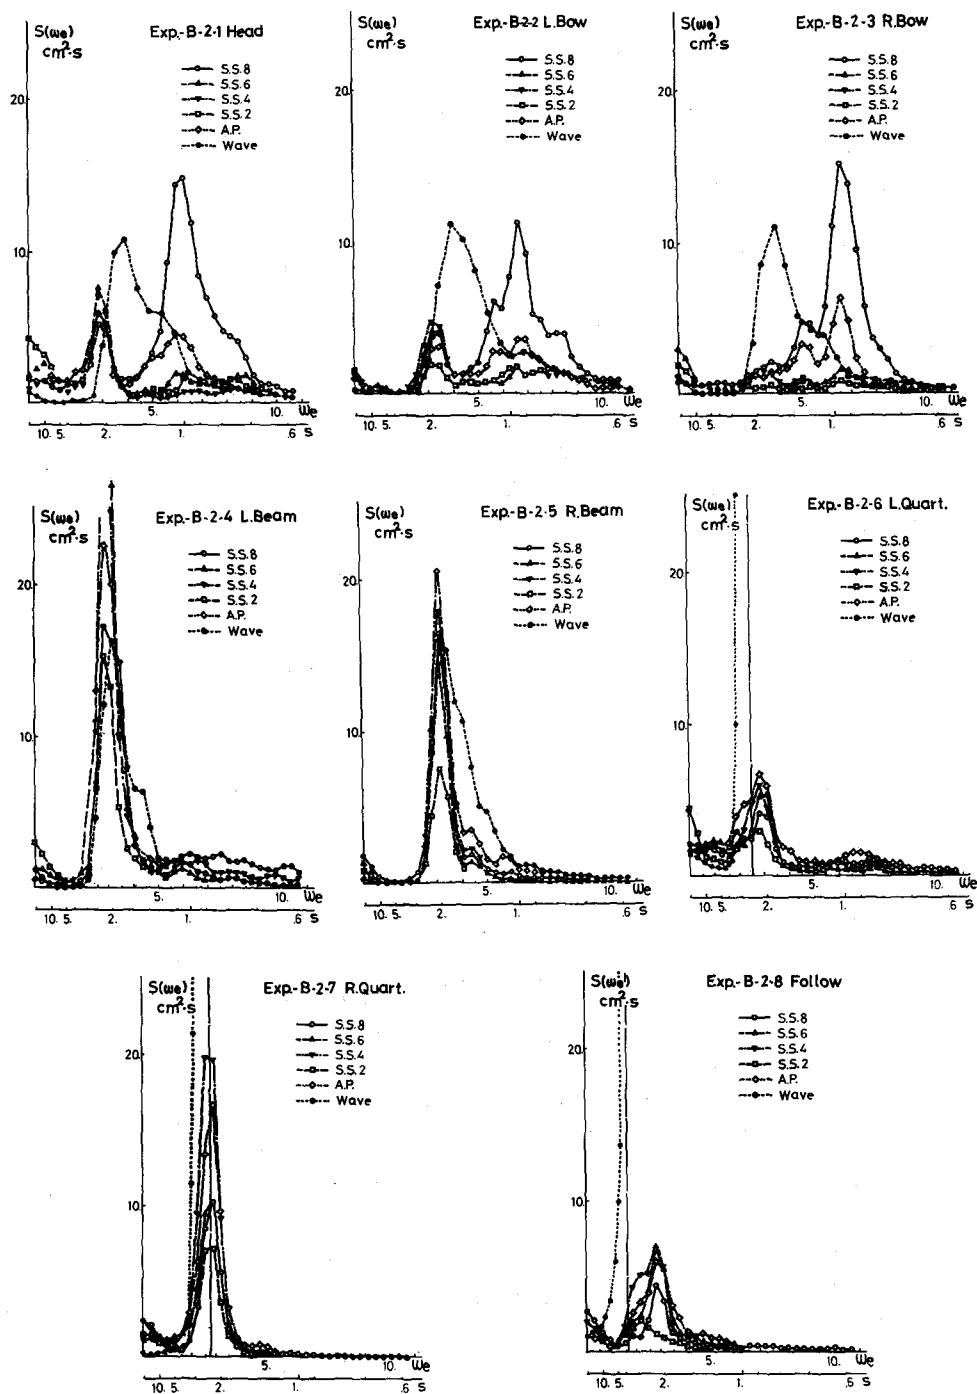 S(ωe) cm²·s
Exp.-B-2-1 Head
S.S.8
S.S.6
S.S.4
S.S.2
A.P.
Wave
20.
10.
5. 10. ωe
10. 5. 2. 1. .6 s
S(ωe) cm²·s
Exp.-B-2-2 L.Bow
S.S.8
S.S.6
S.S.4
S.S.2
A.P.
Wave
20.
10.
5. 10. ωe
10. 5. 2. 1. .6 s
S(ωe) cm²·s
Exp.-B-2-3 R.Bow
S.S.8
S.S.6
S.S.4
S.S.2
A.P.
Wave
20.
10.
5. 10. ωe
10. 5. 2. 1. .6 s
S(ωe) cm²·s
Exp.-B-2-4 L.Beam
S.S.8
S.S.6
S.S.4
S.S.2
A.P.
Wave
20.
10.
5. 10. ωe
10. 5. 2. 1. .6 s
S(ωe) cm²·s
Exp.-B-2-5 R.Beam
S.S.8
S.S.6
S.S.4
S.S.2
A.P.
Wave
20.
10.
5. 10. ωe
10. 5. 2. 1. .6 s
S(ωe) cm²·s
Exp.-B-2-6 L.Quart.
S.S.8
S.S.6
S.S.4
S.S.2
A.P.
Wave
20.
10.
5. 10. ωe
10. 5. 2. 1. .6 s
S(ωe) cm²·s
Exp.-B-2-7 R.Quart.
S.S.8
S.S.6
S.S.4
S.S.2
A.P.
Wave
20.
10.
5. 10. ωe
10. 5. 2. 1. .6 s
S(ωe) cm²·s
Exp.-B-2-8 Follow
S.S.8
S.S.6
S.S.4
S.S.2
A.P.
Wave
20.
10.
5. 10. ωe
10. 5. 2. 1. .6 s